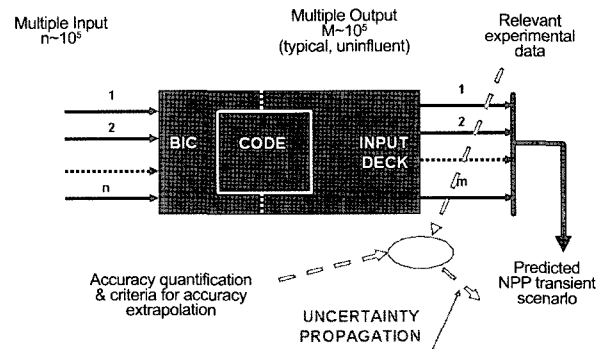 Multiple Input
n~10⁵
Multiple Output
M~10⁵
(typical, uninfluent)
Relevant
experimental
data
1
2
n
BIC
CODE
INPUT
DECK
1
2
m
Accuracy quantification
& criteria for accuracy
extrapolation
UNCERTAINTY
PROPAGATION
Predicted
NPP transient
scenario